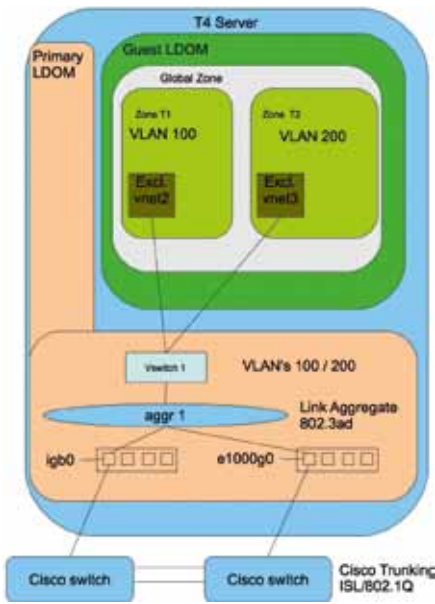 T4 Server
Primary
LDOM
Guest LDOM
Global Zone
Zone T1
VLAN 100
Zone T2
VLAN 200
Excl.
vnet2
Excl.
vnet3
Vswitch 1
VLAN's 100 / 200
aggr 1
Link Aggregate
802.3ad
igb0
e1000g0
Cisco switch
Cisco switch
Cisco Trunking
ISL/802.1Q